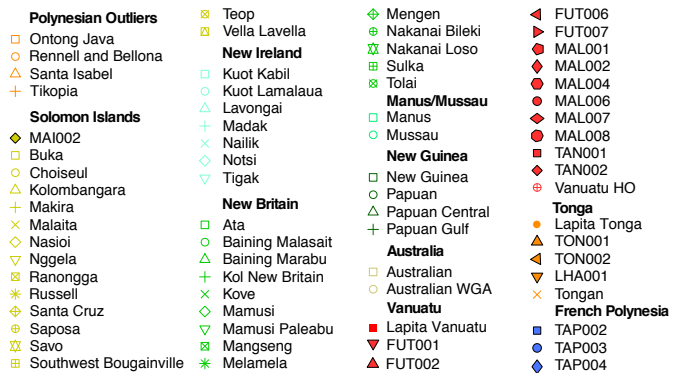 Polynesian Outliers
Ontong Java
Rennell and Bellona
Santa Isabel
Tikopia
Solomon Islands
MAI002
Buka
Choiseul
Kolombangara
Makira
Malaita
Nasioi
Nggela
Ranongga
Russell
Santa Cruz
Saposa
Savo
Southwest Bougainville
Teop
Vella Lavella
New Ireland
Kuot Kabil
Kuot Lamalaua
Lavongai
Madak
Nailik
Notsi
Tigak
New Britain
Ata
Baining Malasait
Baining Marabu
Kol New Britain
Kove
Mamusi
Mamusi Paleabu
Mangseng
Melamela
Mengen
Nakanai Bileki
Nakanai Loso
Sulka
Tolai
Manus/Mussau
Manus
Mussau
New Guinea
New Guinea
Papuan
Papuan Central
Papuan Gulf
Australia
Australian
Australian WGA
Vanuatu
Lapita Vanuatu
FUT001
FUT002
FUT006
FUT007
MAL001
MAL002
MAL004
MAL006
MAL007
MAL008
TAN001
TAN002
Vanuatu HO
Tonga
Lapita Tonga
TON001
TON002
LHA001
Tongan
French Polynesia
TAP002
TAP003
TAP004